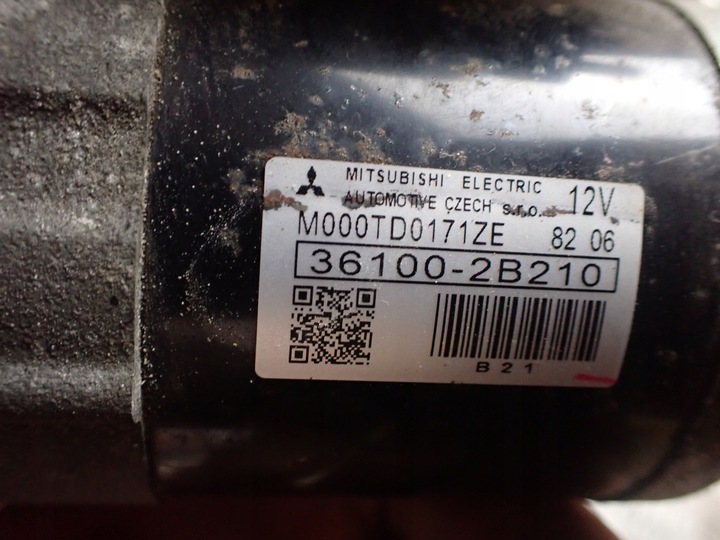 MITSUBISHI ELECTRIC
AUTOMOTIVE CZECH s.r.o. 12V
M000TD0171ZE 82 06
36100-2B210
B21